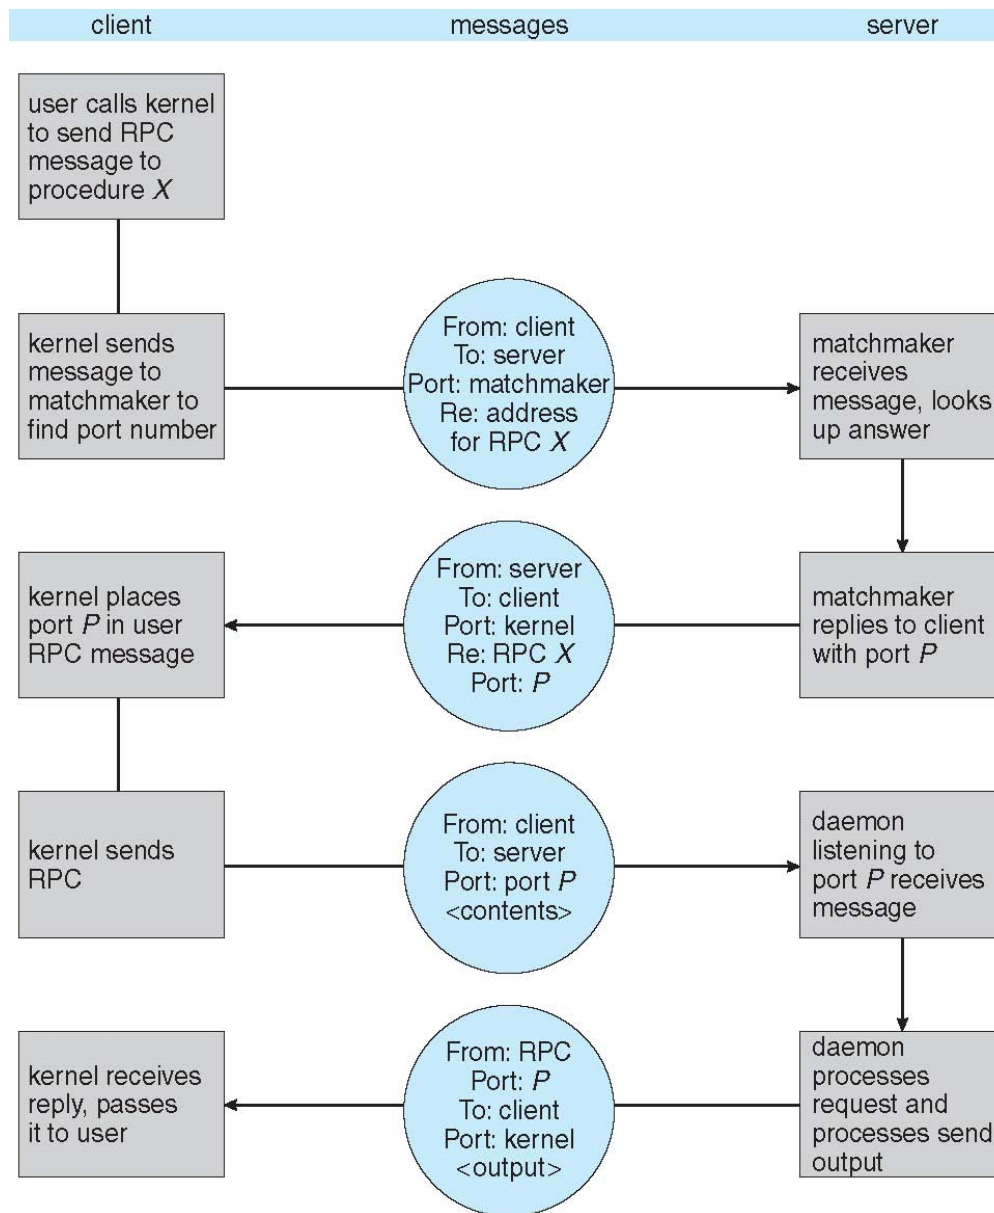 client
messages
server
user calls kernel
to send RPC
message to
procedure X
kernel sends
message to
matchmaker to
find port number
From: client
To: server
Port: matchmaker
Re: address
for RPC X
matchmaker
receives
message, looks
up answer
kernel places
port P in user
RPC message
From: server
To: client
Port: kernel
Re: RPC X
Port: P
matchmaker
replies to client
with port P
kernel sends
RPC
From: client
To: server
Port: port P
<contents>
daemon
listening to
port P receives
message
kernel receives
reply, passes
it to user
From: RPC
Port: P
To: client
Port: kernel
<output>
daemon
processes
request and
processes send
output